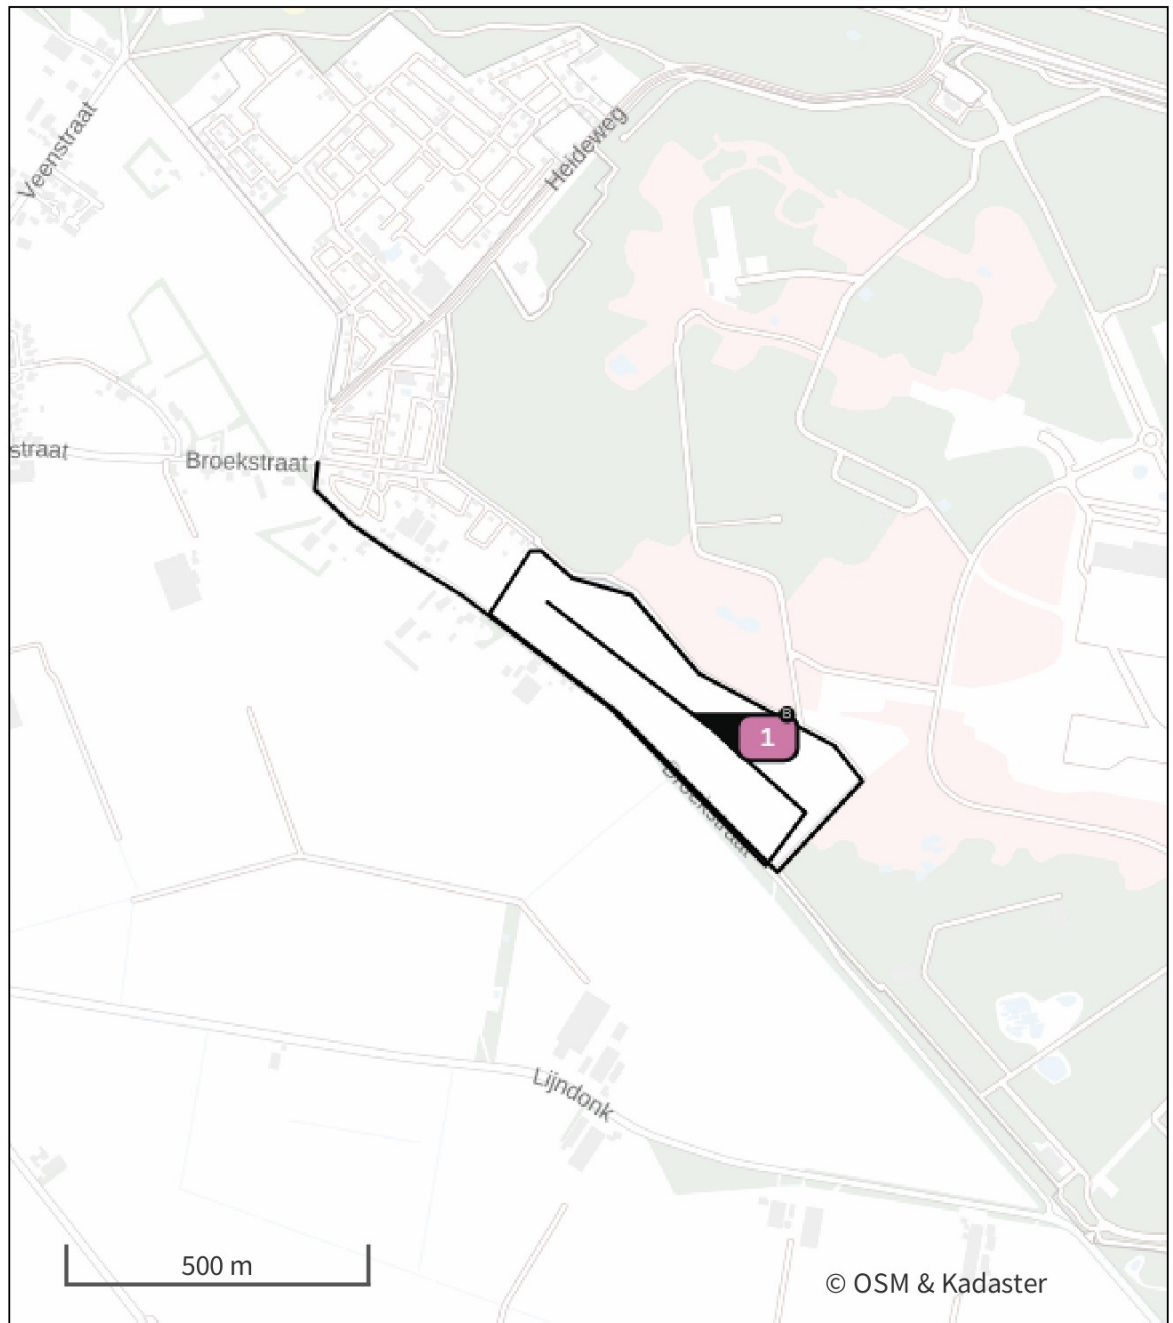 Veenstraat
Heideweg
straat
Broekstraat
B
1
Broekstraat
Lijndonk
N
500 m
© OSM & Kadaster